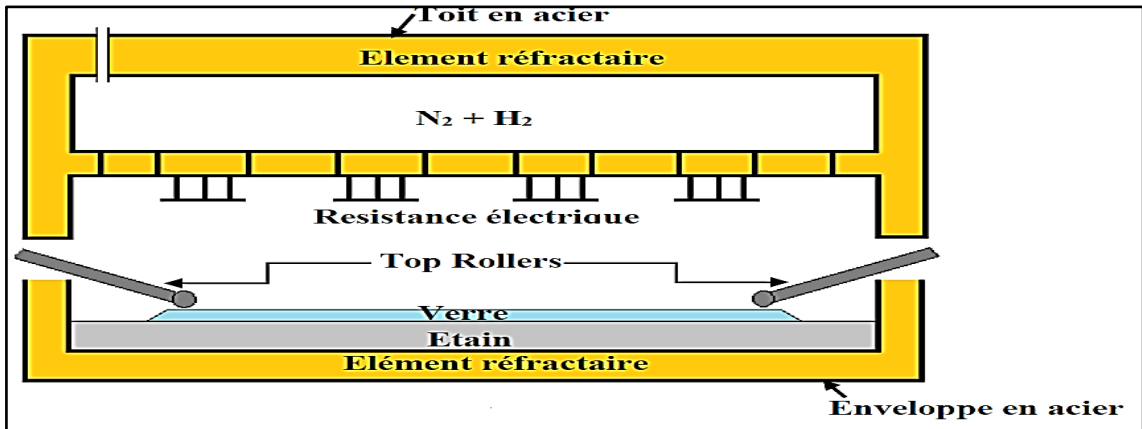 Toit en acier
Element réfractaire
N₂ + H₂
Resistance électrique
Top Rollers
Verre
Etain
Elément réfractaire
Enveloppe en acier